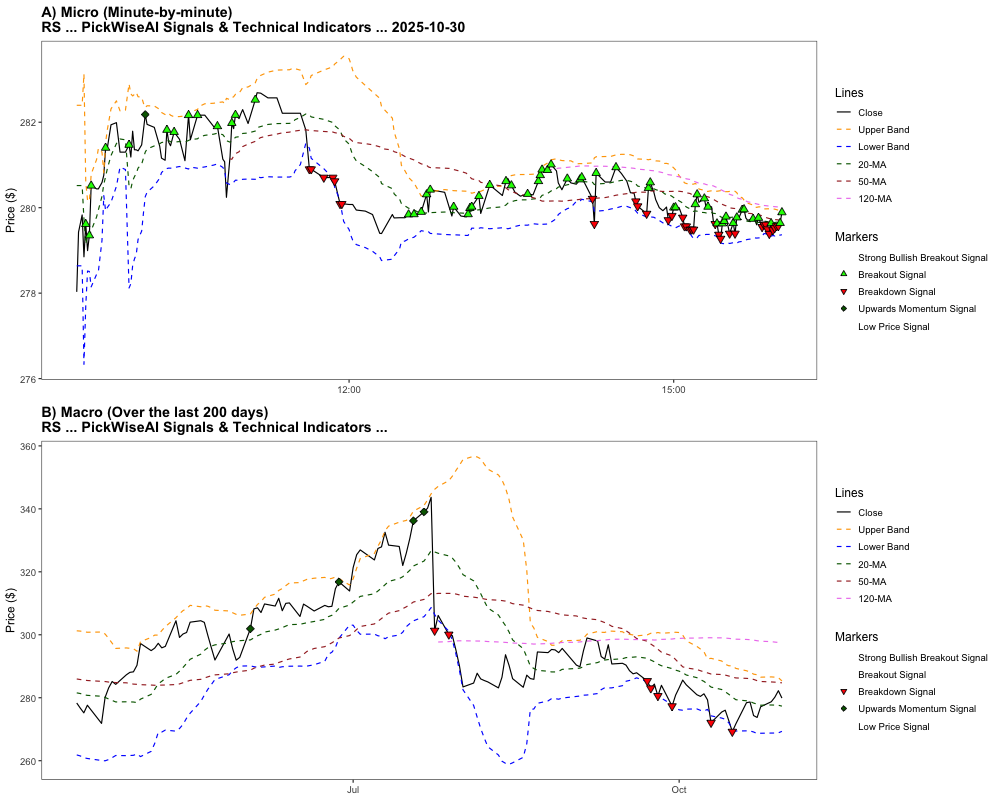 A) Micro (Minute-by-minute)
RS ... PickWiseAI Signals & Technical Indicators ... 2025-10-30
Price ($)
282
280
278
276
12:00
15:00
Lines
Close
Upper Band
Lower Band
20-MA
50-MA
120-MA
Markers
Strong Bullish Breakout Signal
Breakout Signal
Breakdown Signal
Upwards Momentum Signal
Low Price Signal
B) Macro (Over the last 200 days)
RS ... PickWiseAI Signals & Technical Indicators ...
Price ($)
360
340
320
300
280
260
Jul
Oct
Lines
Close
Upper Band
Lower Band
20-MA
50-MA
120-MA
Markers
Strong Bullish Breakout Signal
Breakout Signal
Breakdown Signal
Upwards Momentum Signal
Low Price Signal